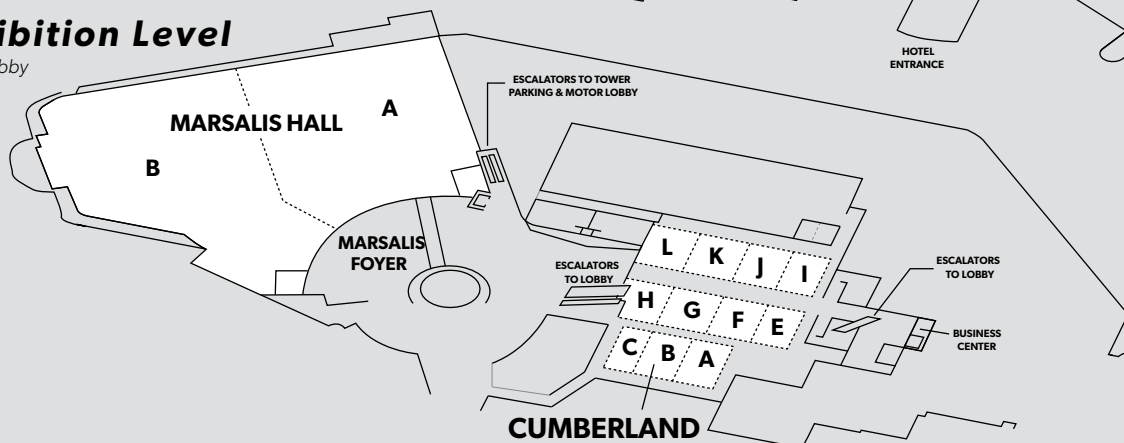 ibition Level
bby
HOTEL
ENTRANCE
ESCALATORS TO TOWER
PARKING & MOTOR LOBBY
A
MARSALIS HALL
B
MARSALIS
FOYER
ESCALATORS
TO LOBBY
L
K
J
I
H
G
F
E
C
B
A
ESCALATORS
TO LOBBY
BUSINESS
CENTER
CUMBERLAND